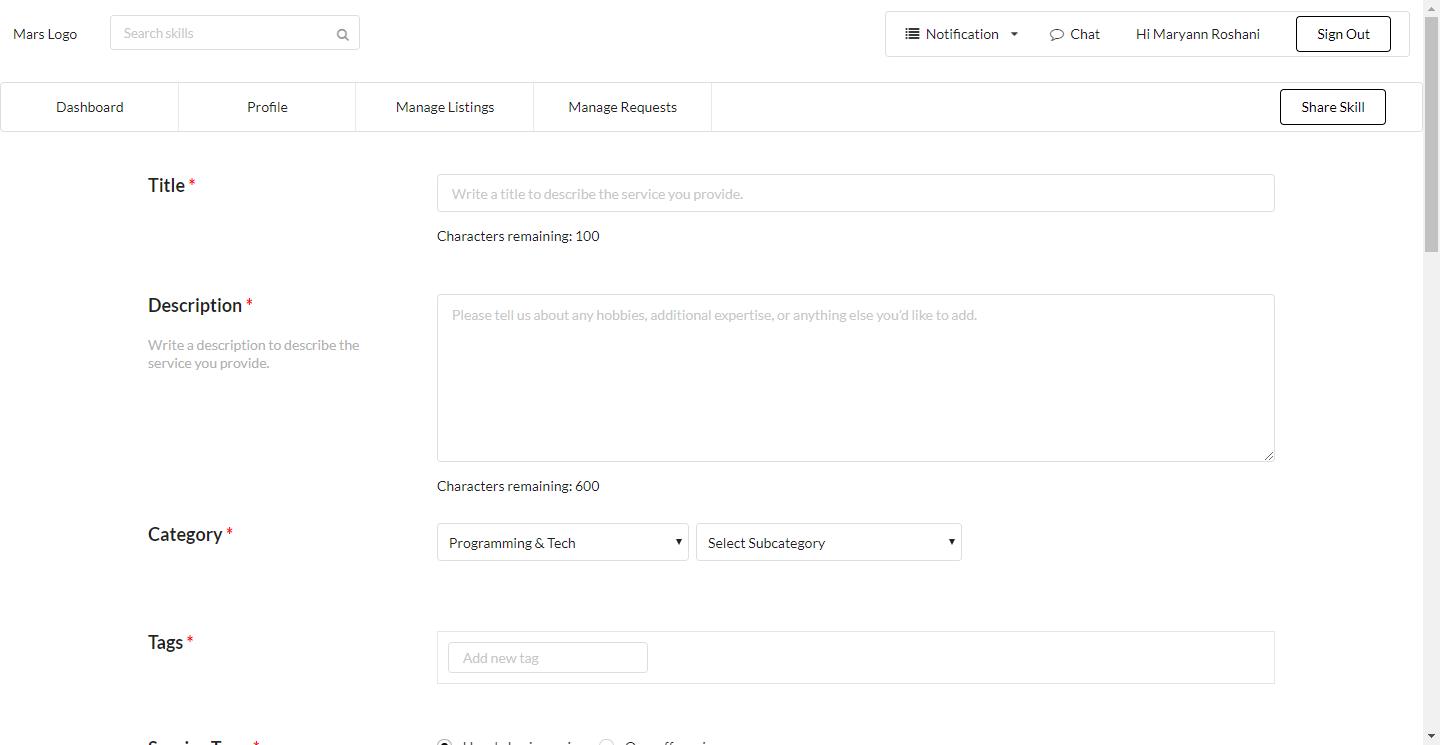 Mars Logo
Search skills
Notification
Chat
Hi Maryann Roshani
Sign Out
Dashboard
Profile
Manage Listings
Manage Requests
Share Skill
Title *
Write a title to describe the service you provide.
Characters remaining: 100
Description *
Write a description to describe the
service you provide.
Please tell us about any hobbies, additional expertise, or anything else you'd like to add.
Characters remaining: 600
Category *
Programming & Tech
Select Subcategory
Tags *
Add new tag